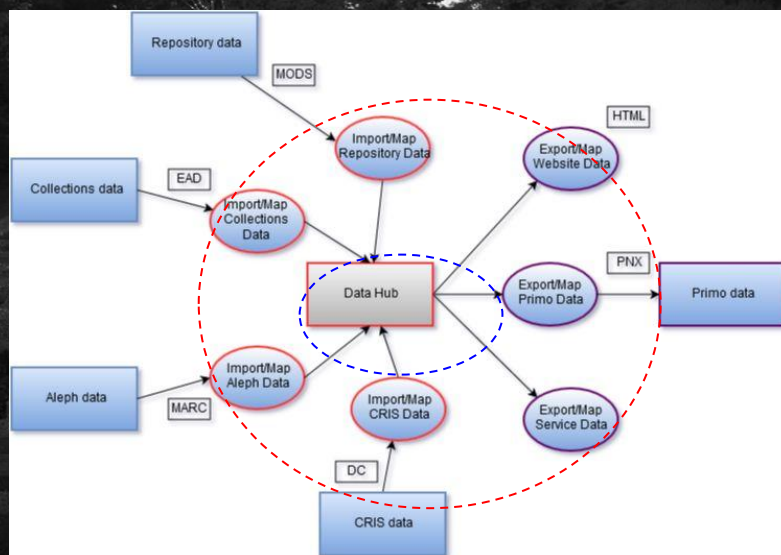 Repository data
MODS
HTML
Import/Map
Repository Data
Export/Map
Website Data
Collections data
EAD
Import/Map
Collections
Data
PNX
Data Hub
Export/Map
Primo Data
Primo data
Aleph data
MARC
Import/Map
Aleph Data
Import/Map
CRIS Data
Export/Map
Service Data
DC
CRIS data